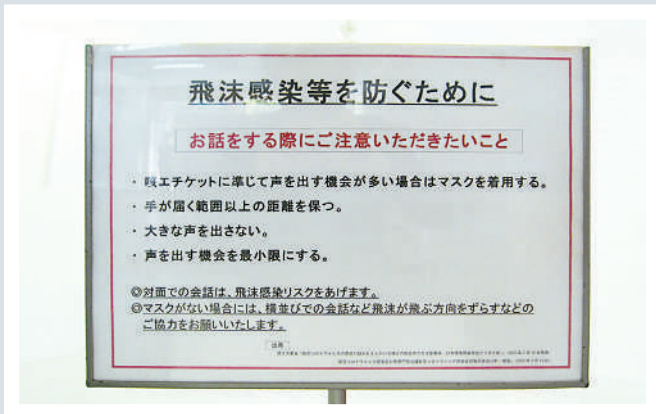 飛沫感染等を防ぐために
お話をする際にご注意いただきたいこと
・ 咳エチケットに準じて声を出す機会が多い場合はマスクを着用する。
・ 手が届く範囲以上の距離を保つ。
・ 大きな声を出さない。
・ 声を出す機会を最小限にする。
◎対面での会話は、飛沫感染リスクをあげます。
◎マスクがない場合には、横並びでの会話など飛沫が飛ぶ方向をずらすなどの
ご協力をお願いいたします。
出典